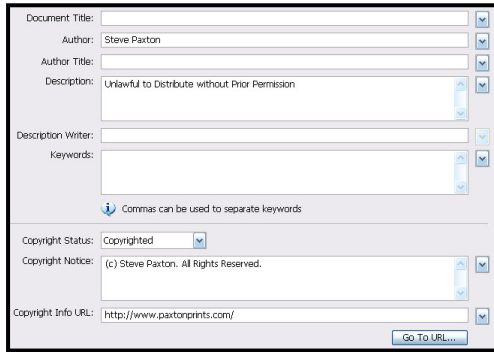 Document Title:
Author: Steve Paxton
Author Title:
Description: Unlawful to Distribute without Prior Permission
Description Writer:
Keywords:
Commas can be used to separate keywords
Copyright Status: Copyrighted
Copyright Notice: (c) Steve Paxton. All Rights Reserved.
Copyright Info URL: http://www.paxtonprints.com/
Go To URL...